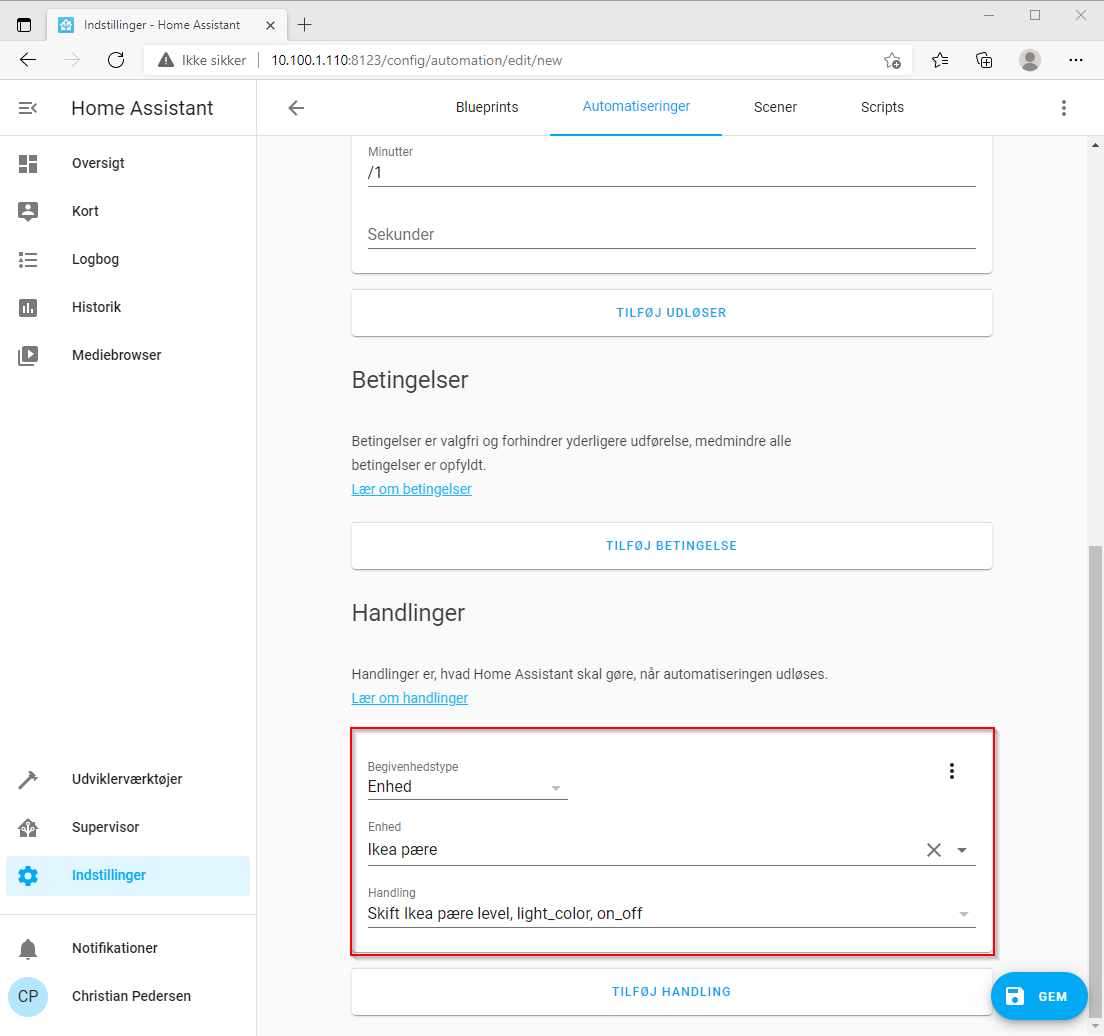 Indstillinger - Home Assistant
Ikke sikker
10.100.1.110:8123/config/automation/edit/new
Home Assistant
Blueprints
Automatiseringer
Scener
Scripts
Oversigt
Kort
Logbog
Historik
Mediebrowser
Udviklerværktøjer
Supervisor
Indstillinger
Notifikationer
CP
Christian Pedersen
Minutter
/1
Sekunder
TILFØJ UDLØSER
Betingelser
Betingelser er valgfri og forhindrer yderligere udførelse, medmindre alle
betingelser er opfyldt.
Lær om betingelser
TILFØJ BETINGELSE
Handlinger
Handlinger er, hvad Home Assistant skal gøre, når automatiseringen udløses.
Lær om handlinger
Begivenhedstype
Enhed
Enhed
Ikea pære
Handling
Skift Ikea pære level, light_color, on_off
TILFØJ HANDLING
GEM